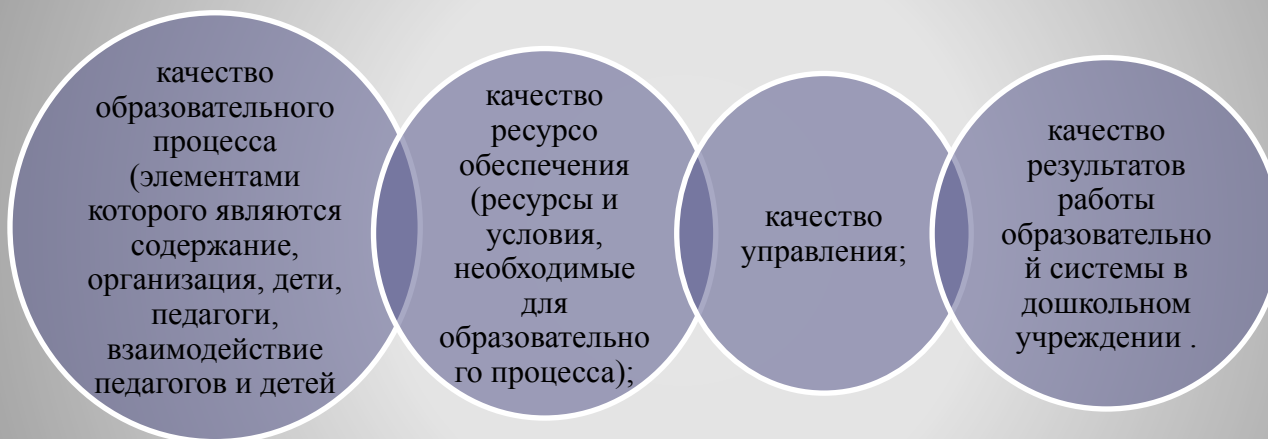 качество
образовательного
процесса
(элементами
которого являются
содержание,
организация, дети,
педагоги,
взаимодействие
педагогов и детей
качество
ресурсо
обеспечения
(ресурсы и
условия,
необходимые
для
образовательно
го процесса);
качество
управления;
качество
результатов
работы
образовательно
й системы в
дошкольном
учреждении .